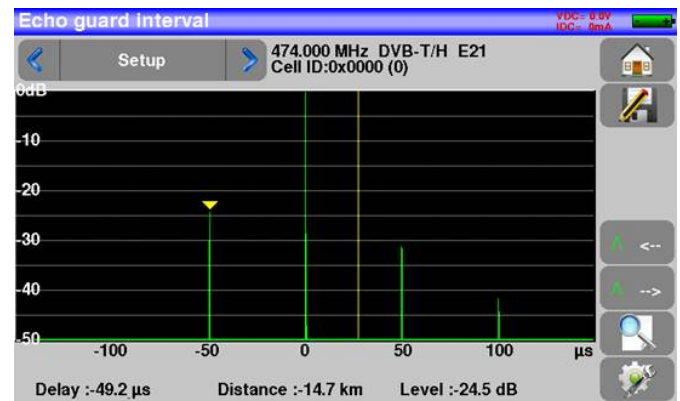 Echo guard interval
VDC= 0.0V
IDC= 0mA
Setup
474.000 MHz DVB-T/H E21
Cell ID:0x0000 (0)
0dB
-10
-20
-30
-40
-50
-100 -50 0 50 100 µs
Λ <--
Λ -->
Delay :-49.2 µs Distance :-14.7 km Level :-24.5 dB